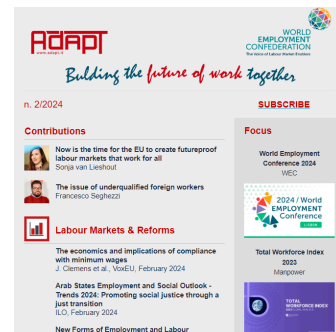 ADAPT
www.adapt.it
WORLD
EMPLOYMENT
CONFEDERATION
The Voice of Labour Market Enablers
Bulding the future of work together
n. 2/2024
SUBSCRIBE
Contributions
Now is the time for the EU to create futureproof
labour markets that work for all
Sonja van Lieshout
The issue of underqualified foreign workers
Francesco Seghezzi
Labour Markets & Reforms
The economics and implications of compliance
with minimum wages
J. Clemens et al., VoxEU, February 2024
Arab States Employment and Social Outlook -
Trends 2024: Promoting social justice through a
just transition
ILO, February 2024
New Forms of Employment and Labour
Focus
World Employment
Conference 2024
WEC
2024 / World
EMPLOYMENT
Conference
LISBON
Total Workforce Index
2023
Manpower
TOTAL
WORKFORCE INDEX